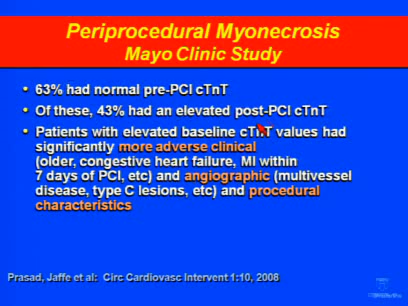 Periprocedural Myonecrosis
Mayo Clinic Study
• 63% had normal pre-PCI cTnT
• Of these, 43% had an elevated post-PCI cTnT
• Patients with elevated baseline cTnT values had
significantly more adverse clinical
(older, congestive heart failure, MI within
7 days of PCI, etc) and angiographic (multivessel
disease, type C lesions, etc) and procedural
characteristics
Prasad, Jaffe et al: Circ Cardiovasc Intervent 1:10, 2008